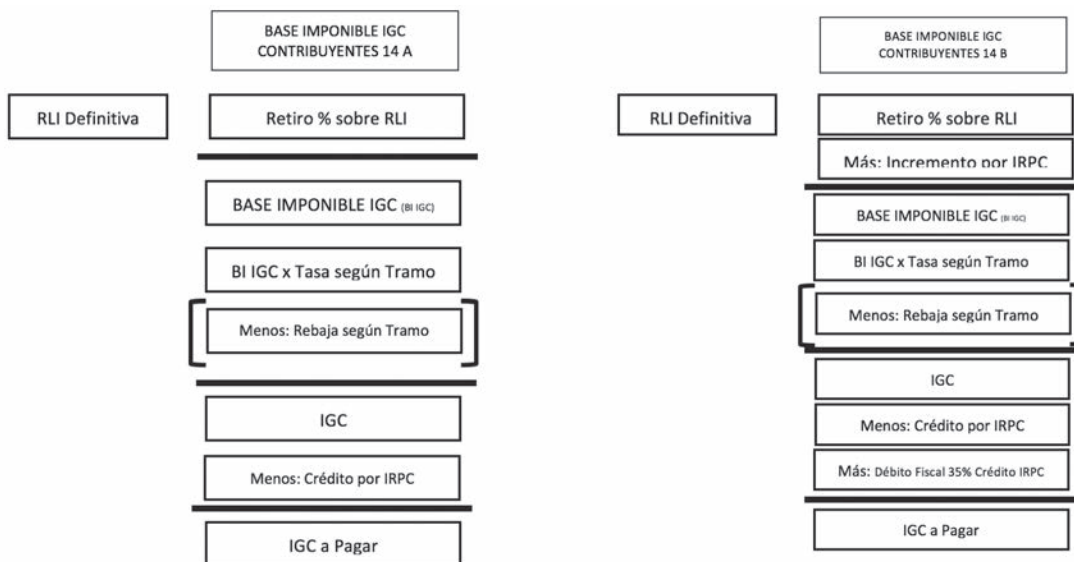 BASE IMPONIBLE IGC
CONTRIBUYENTES 14 A
RLI Definitiva
Retiro % sobre RLI
BASE IMPONIBLE IGC (BI IGC)
BI IGC x Tasa según Tramo
Menos: Rebaja según Tramo
IGC
Menos: Crédito por IRPC
IGC a Pagar
BASE IMPONIBLE IGC
CONTRIBUYENTES 14 B
RLI Definitiva
Retiro % sobre RLI
Más: Incremento por IRPC
BASE IMPONIBLE IGC (BI IGC)
BI IGC x Tasa según Tramo
Menos: Rebaja según Tramo
IGC
Menos: Crédito por IRPC
Más: Débito Fiscal 35% Crédito IRPC
IGC a Pagar